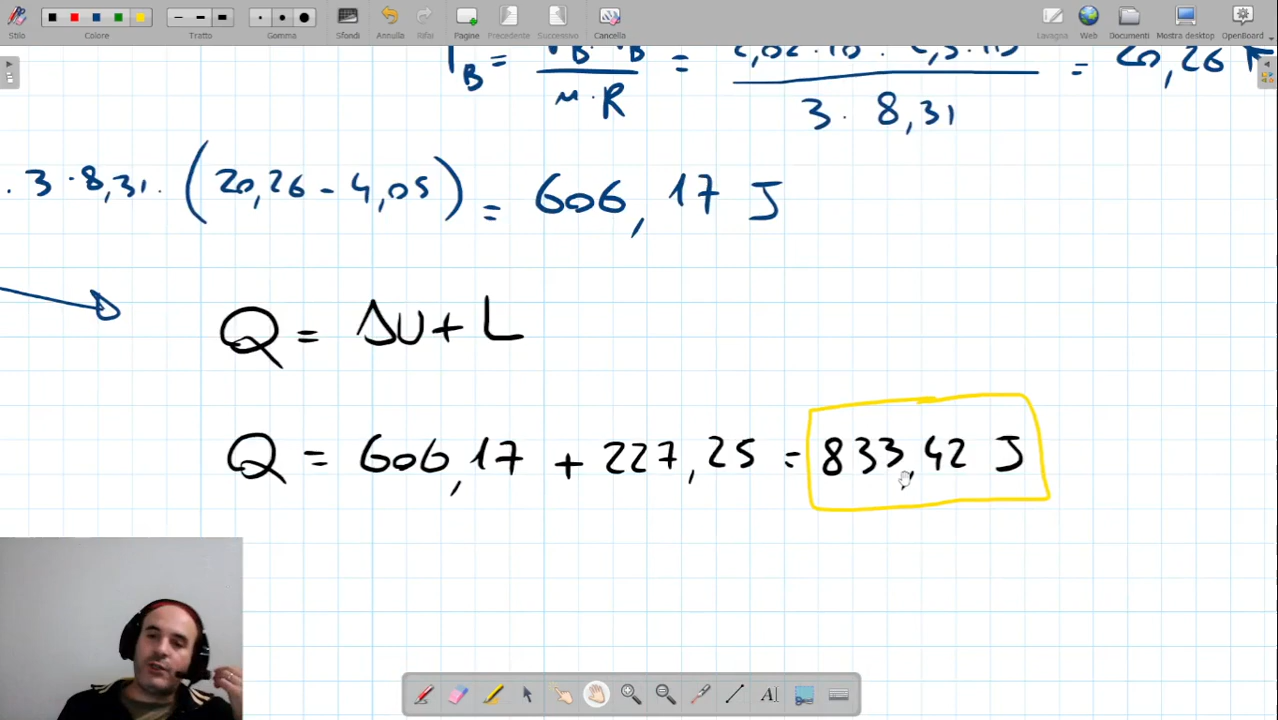 Colore Tratto Gomma Sfondi Annulla Rifai Pagine Precedente Successivo Cancella
Stilo Lavagna Web Documenti Mostra desktop OpenBoard
B = = = 20,26 K
n · R 3 · 8,31
· 3 · 8,31 · (20,26 - 4,05) = 606,17 J
Q = ΔU + L
Q = 606,17 + 227,25 = 833,42 J